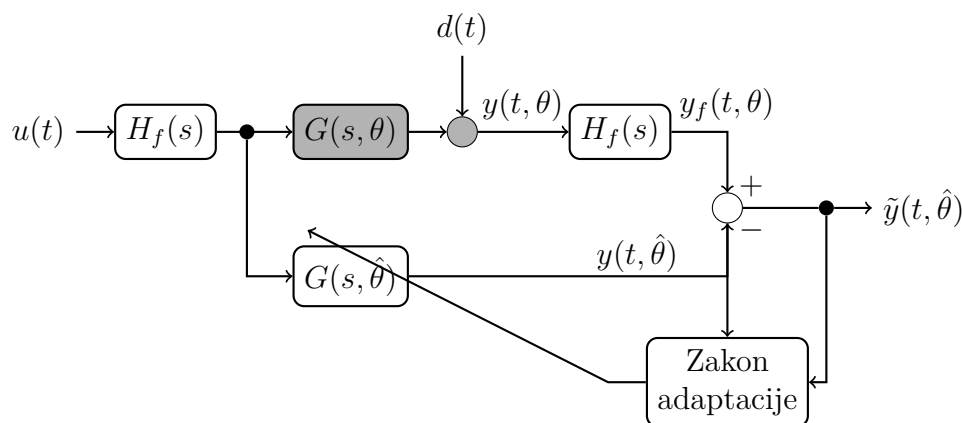 d(t)
u(t)
H_f(s)
G(s, θ)
y(t, θ)
H_f(s)
y_f(t, θ)
+
−
ỹ(t, θ̂)
G(s, θ̂)
y(t, θ̂)
Zakon
adaptacije